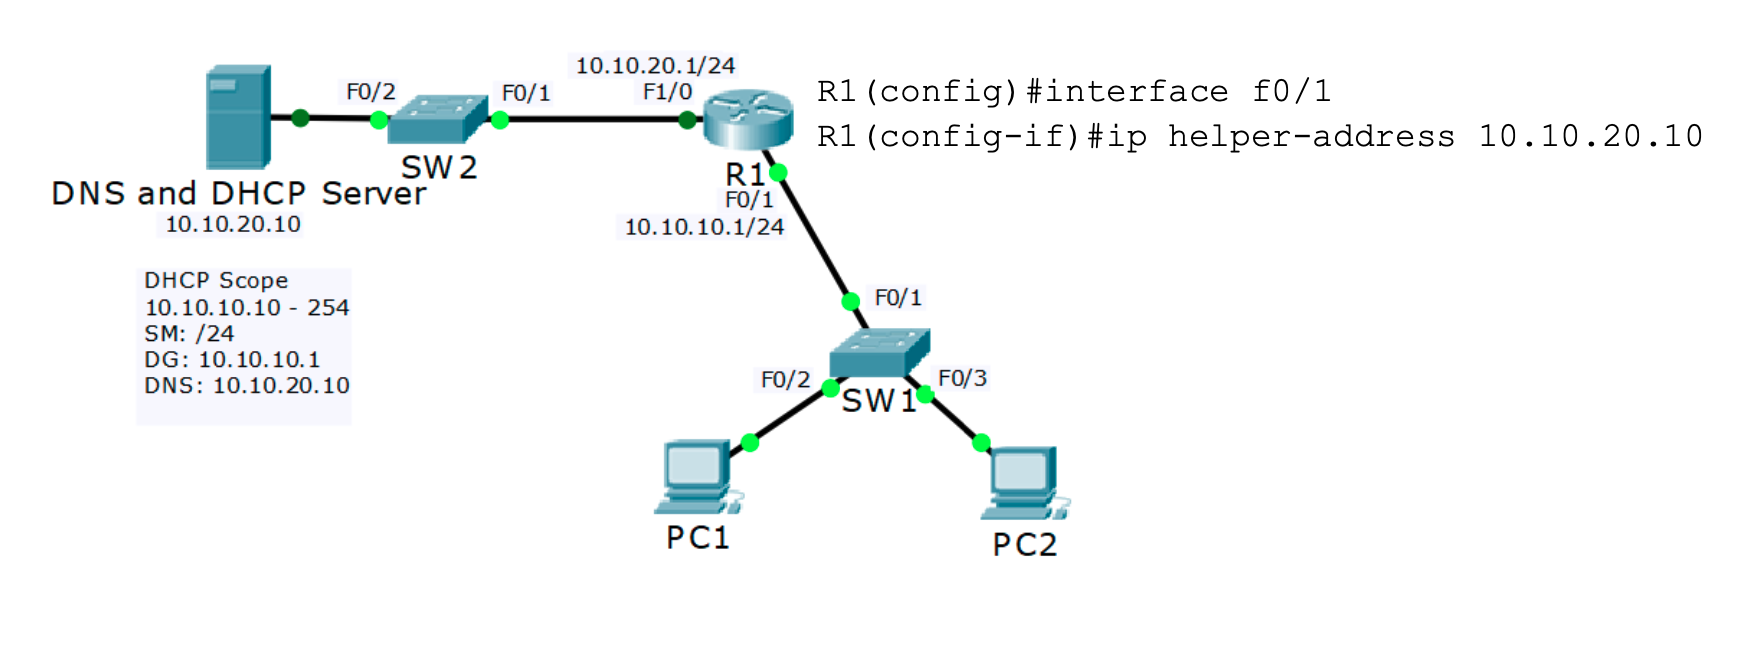 10.10.20.1/24
F0/2
F0/1
F1/0
R1(config)#interface f0/1
R1(config-if)#ip helper-address 10.10.20.10
SW2
R1
DNS and DHCP Server
F0/1
10.10.20.10
10.10.10.1/24
DHCP Scope
10.10.10.10 - 254
SM: /24
DG: 10.10.10.1
DNS: 10.10.20.10
F0/1
F0/2
F0/3
SW1
PC1
PC2